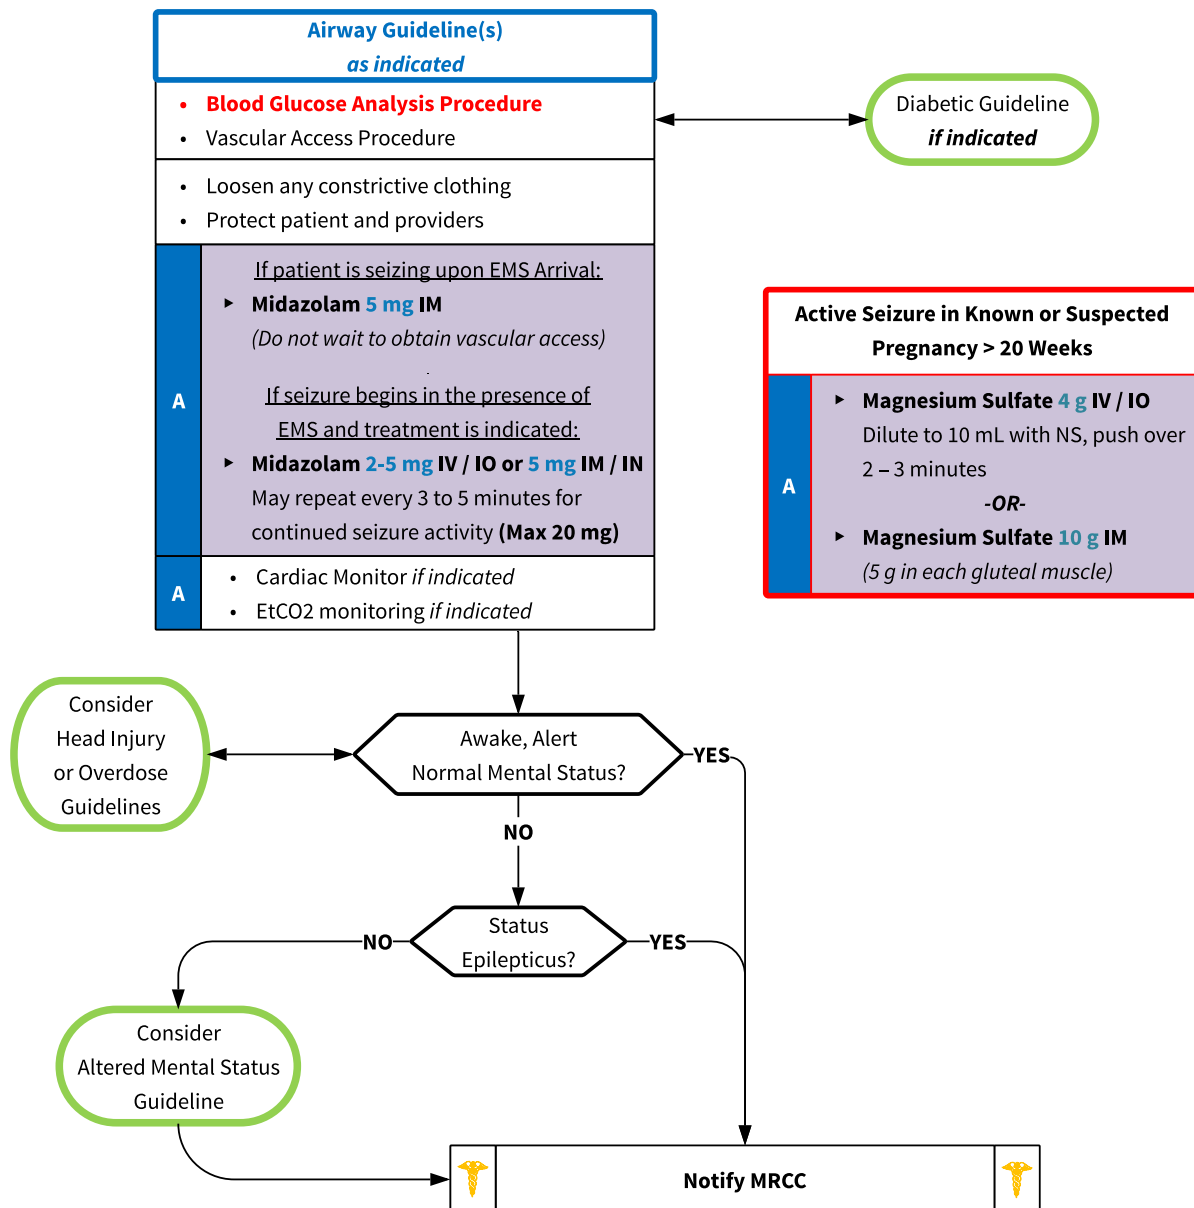 Airway Guideline(s)
as indicated
• Blood Glucose Analysis Procedure
• Vascular Access Procedure
Diabetic Guideline
if indicated
• Loosen any constrictive clothing
• Protect patient and providers
A
If patient is seizing upon EMS Arrival:
Midazolam 5 mg IM
(Do not wait to obtain vascular access)
.
If seizure begins in the presence of
EMS and treatment is indicated:
Midazolam 2-5 mg IV / IO or 5 mg IM / IN
May repeat every 3 to 5 minutes for
continued seizure activity (Max 20 mg)
A
• Cardiac Monitor if indicated
• EtCO2 monitoring if indicated
Active Seizure in Known or Suspected
Pregnancy > 20 Weeks
A
Magnesium Sulfate 4 g IV / IO
Dilute to 10 mL with NS, push over
2 – 3 minutes
-OR-
Magnesium Sulfate 10 g IM
(5 g in each gluteal muscle)
Consider
Head Injury
or Overdose
Guidelines
Awake, Alert
Normal Mental Status?
YES
NO
Status
Epilepticus?
NO
YES
Consider
Altered Mental Status
Guideline
Notify MRCC